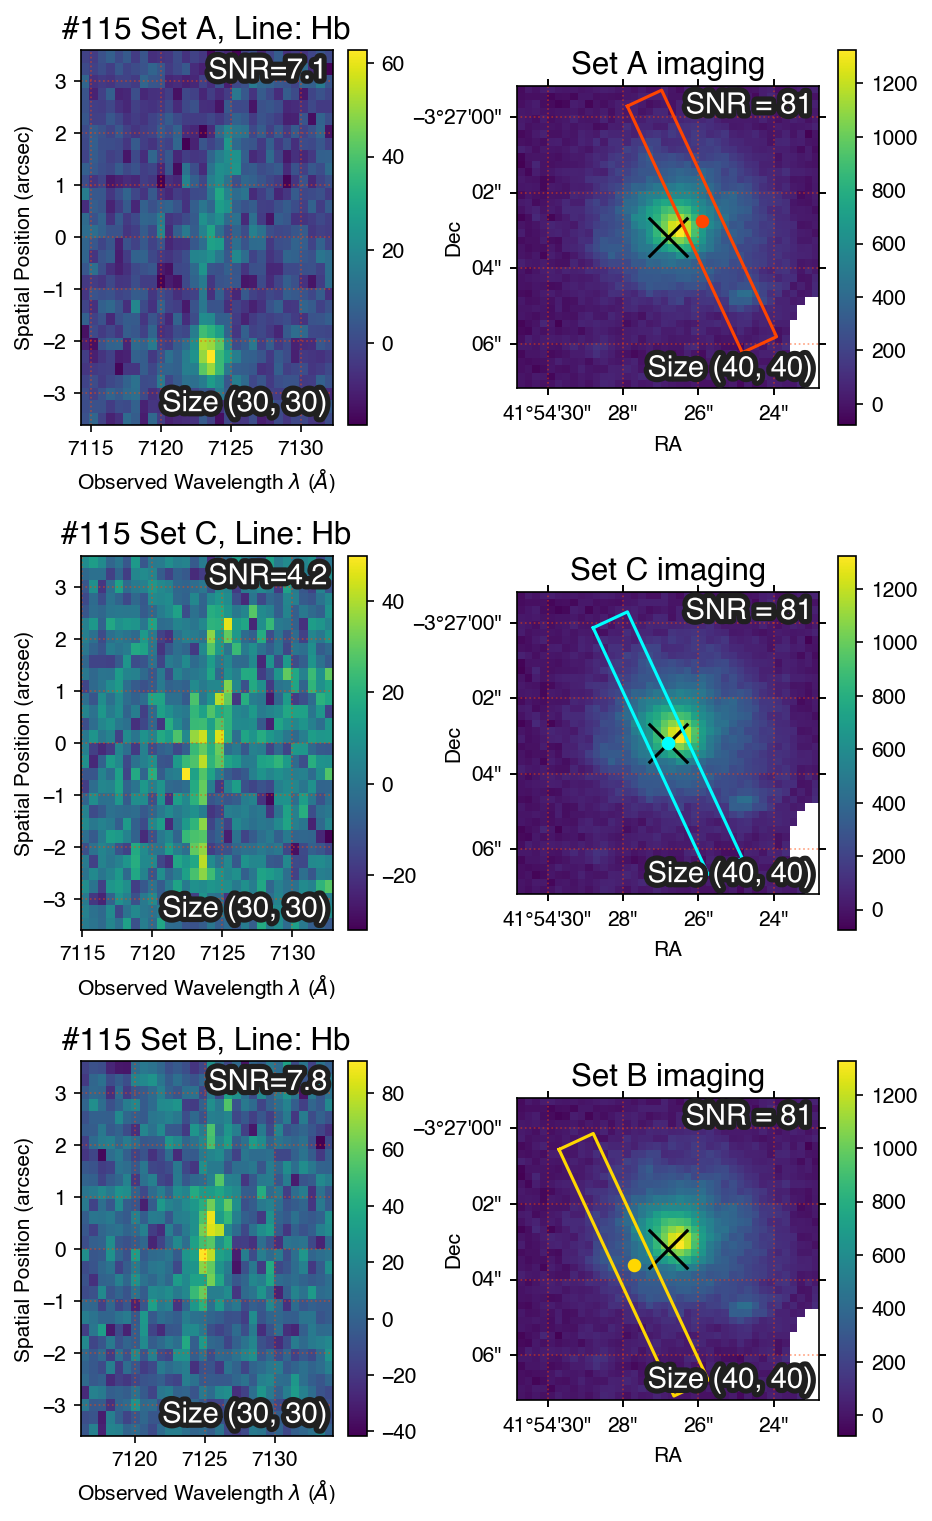 #115 Set A, Line: Hb
SNR=7.1
Size (30, 30)
3
2
1
0
−1
−2
−3
Spatial Position (arcsec)
7115 7120 7125 7130
Observed Wavelength λ (Å)
60
40
20
0
Set A imaging
SNR = 81
Size (40, 40)
−3°27'00"
02"
04"
06"
Dec
41°54'30" 28" 26" 24"
RA
1200
1000
800
600
400
200
0
#115 Set C, Line: Hb
SNR=4.2
Size (30, 30)
3
2
1
0
−1
−2
−3
Spatial Position (arcsec)
7115 7120 7125 7130
Observed Wavelength λ (Å)
40
20
0
−20
Set C imaging
SNR = 81
Size (40, 40)
−3°27'00"
02"
04"
06"
Dec
41°54'30" 28" 26" 24"
RA
1200
1000
800
600
400
200
0
#115 Set B, Line: Hb
SNR=7.8
Size (30, 30)
3
2
1
0
−1
−2
−3
Spatial Position (arcsec)
7120 7125 7130
Observed Wavelength λ (Å)
80
60
40
20
0
−20
−40
Set B imaging
SNR = 81
Size (40, 40)
−3°27'00"
02"
04"
06"
Dec
41°54'30" 28" 26" 24"
RA
1200
1000
800
600
400
200
0